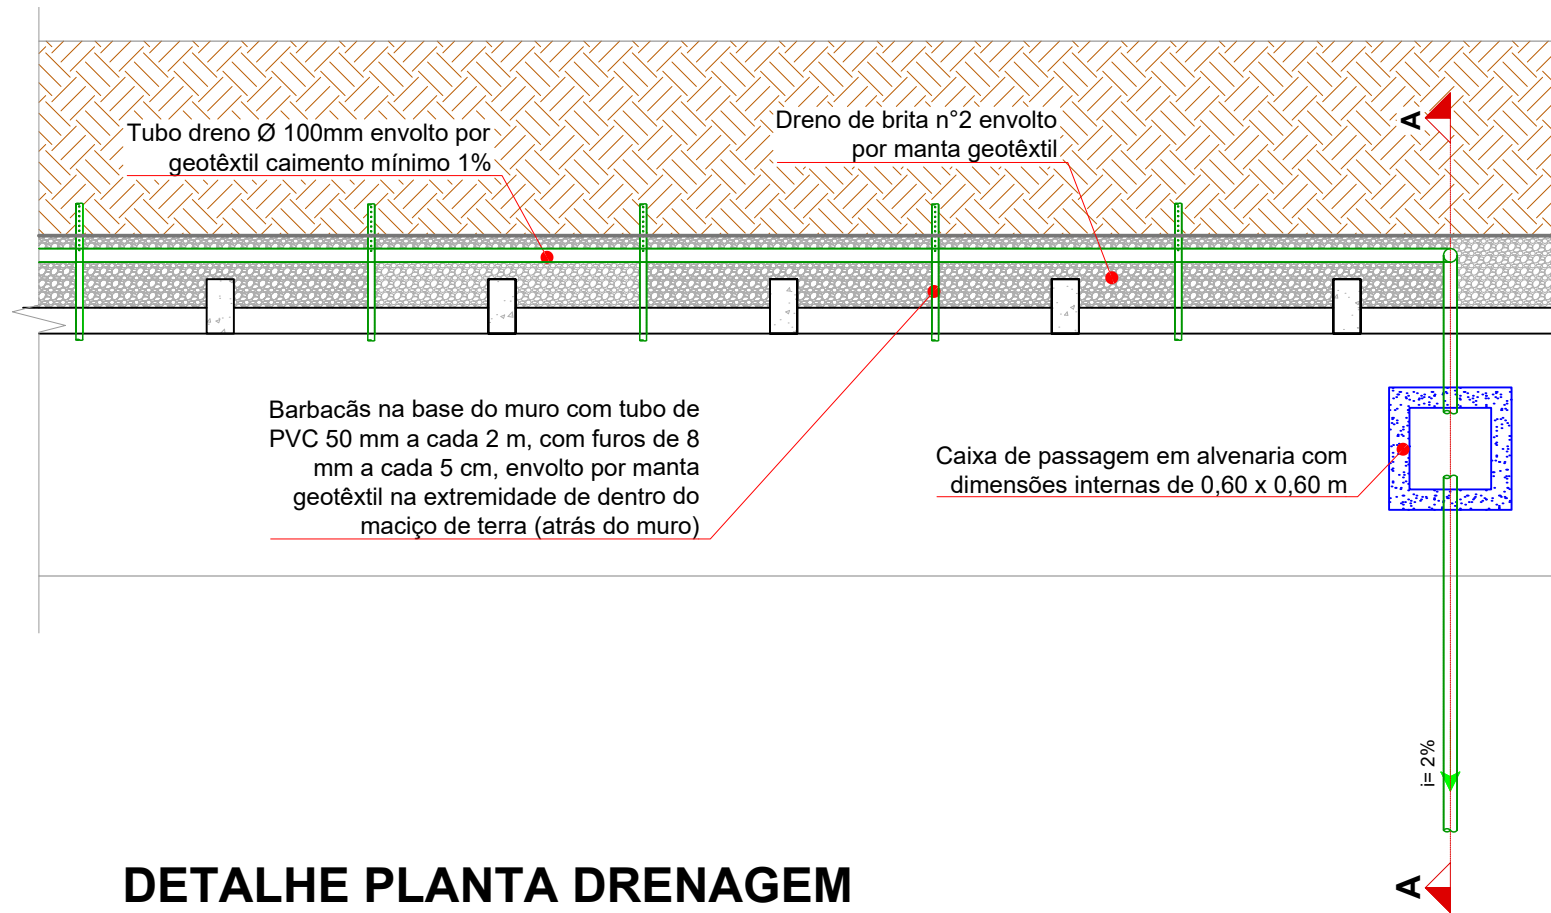 Tubo dreno Ø 100mm envolto por
geotêxtil caimento mínimo 1%
Dreno de brita n°2 envolto
por manta geotêxtil
A
Barbacãs na base do muro com tubo de
PVC 50 mm a cada 2 m, com furos de 8
mm a cada 5 cm, envolto por manta
geotêxtil na extremidade de dentro do
maciço de terra (atrás do muro)
Caixa de passagem em alvenaria com
dimensões internas de 0,60 x 0,60 m
i= 2%
DETALHE PLANTA DRENAGEM
A